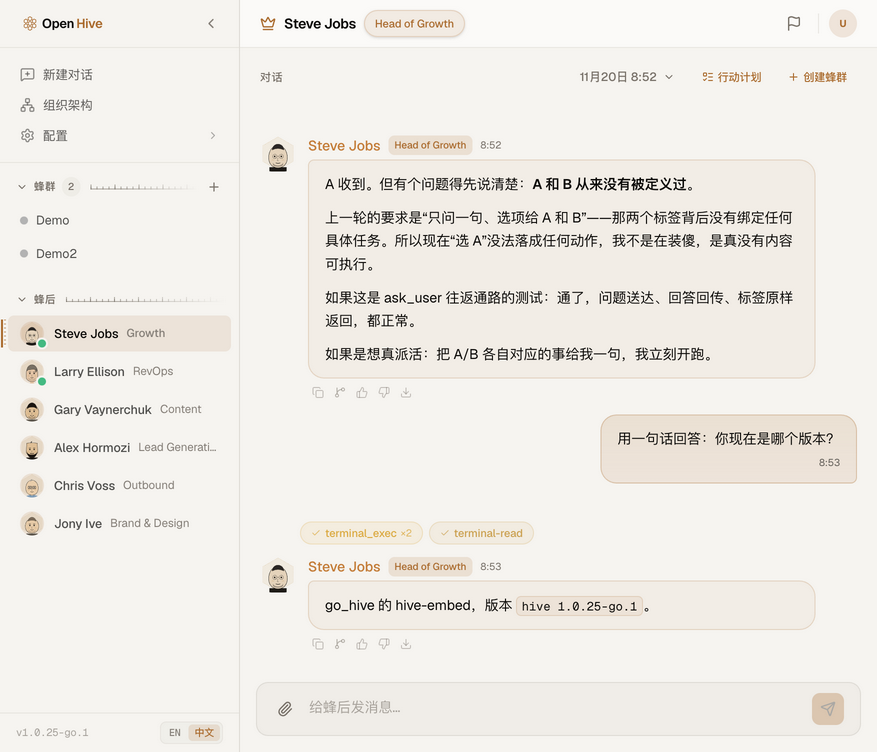 Open Hive
新建对话
组织架构
配置
蜂群 2
Demo
Demo2
蜂后
Steve Jobs Growth
Larry Ellison RevOps
Gary Vaynerchuk Content
Alex Hormozi Lead Generati...
Chris Voss Outbound
Jony Ive Brand & Design
v1.0.25-go.1
EN 中文
Steve Jobs Head of Growth
U
对话 11月20日 8:52 行动计划 创建蜂群
Steve Jobs Head of Growth 8:52
A 收到。但有个问题得先说清楚：A 和 B 从来没有被定义过。
上一轮的要求是“只问一句、选项给 A 和 B”——那两个标签背后没有绑定任何
具体任务。所以现在“选 A”没法落成任何动作，我不是在装傻，是真没有内容
可执行。
如果这是 ask_user 往返通路的测试：通了，问题送达、回答回传、标签原样
返回，都正常。
如果是想真派活：把 A/B 各自对应的事给我一句，我立刻开跑。
用一句话回答：你现在是哪个版本？
8:53
terminal_exec ×2 terminal-read
Steve Jobs Head of Growth 8:53
go_hive 的 hive-embed，版本 hive 1.0.25-go.1 。
给蜂后发消息...